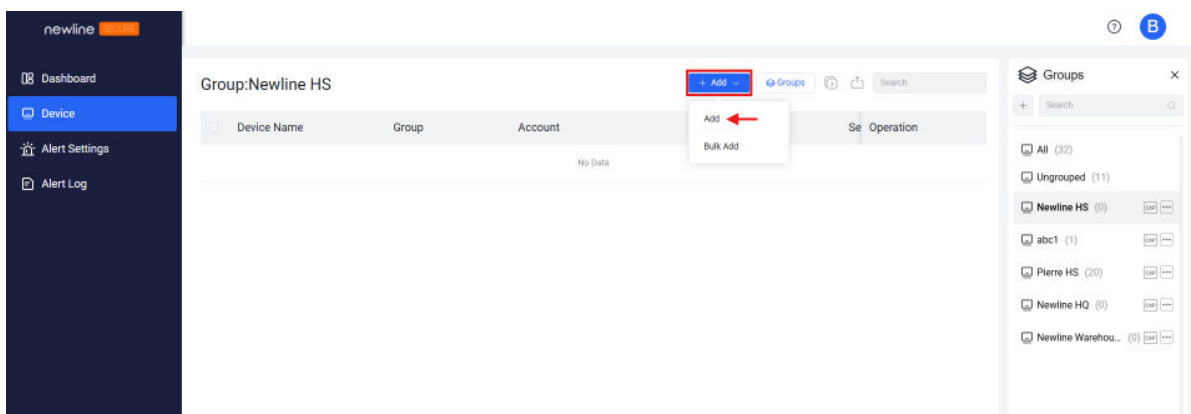 newline SECURE
B
Dashboard
Device
Alert Settings
Alert Log
Group:Newline HS
+ Add
Groups
Search
Device Name Group Account Se Operation
No Data
Add
Bulk Add
Groups
+ Search
All (32)
Ungrouped (11)
Newline HS (0)
abc1 (1)
Pierre HS (20)
Newline HQ (0)
Newline Warehou... (0)